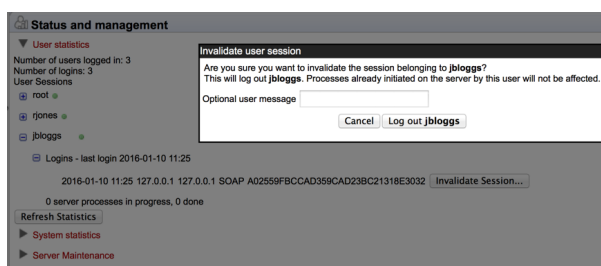 Status and management
User statistics
Number of users logged in: 3
Number of logins: 3
User Sessions
root
rjones
jbloggs
Logins - last login 2016-01-10 11:25
2016-01-10 11:25 127.0.0.1 127.0.0.1 SOAP A02559FBCCAD359CAD23BC21318E3032 Invalidate Session...
0 server processes in progress, 0 done
Refresh Statistics
System statistics
Server Maintenance
Invalidate user session
Are you sure you want to invalidate the session belonging to jbloggs?
This will log out jbloggs. Processes already initiated on the server by this user will not be affected.
Optional user message
Cancel Log out jbloggs